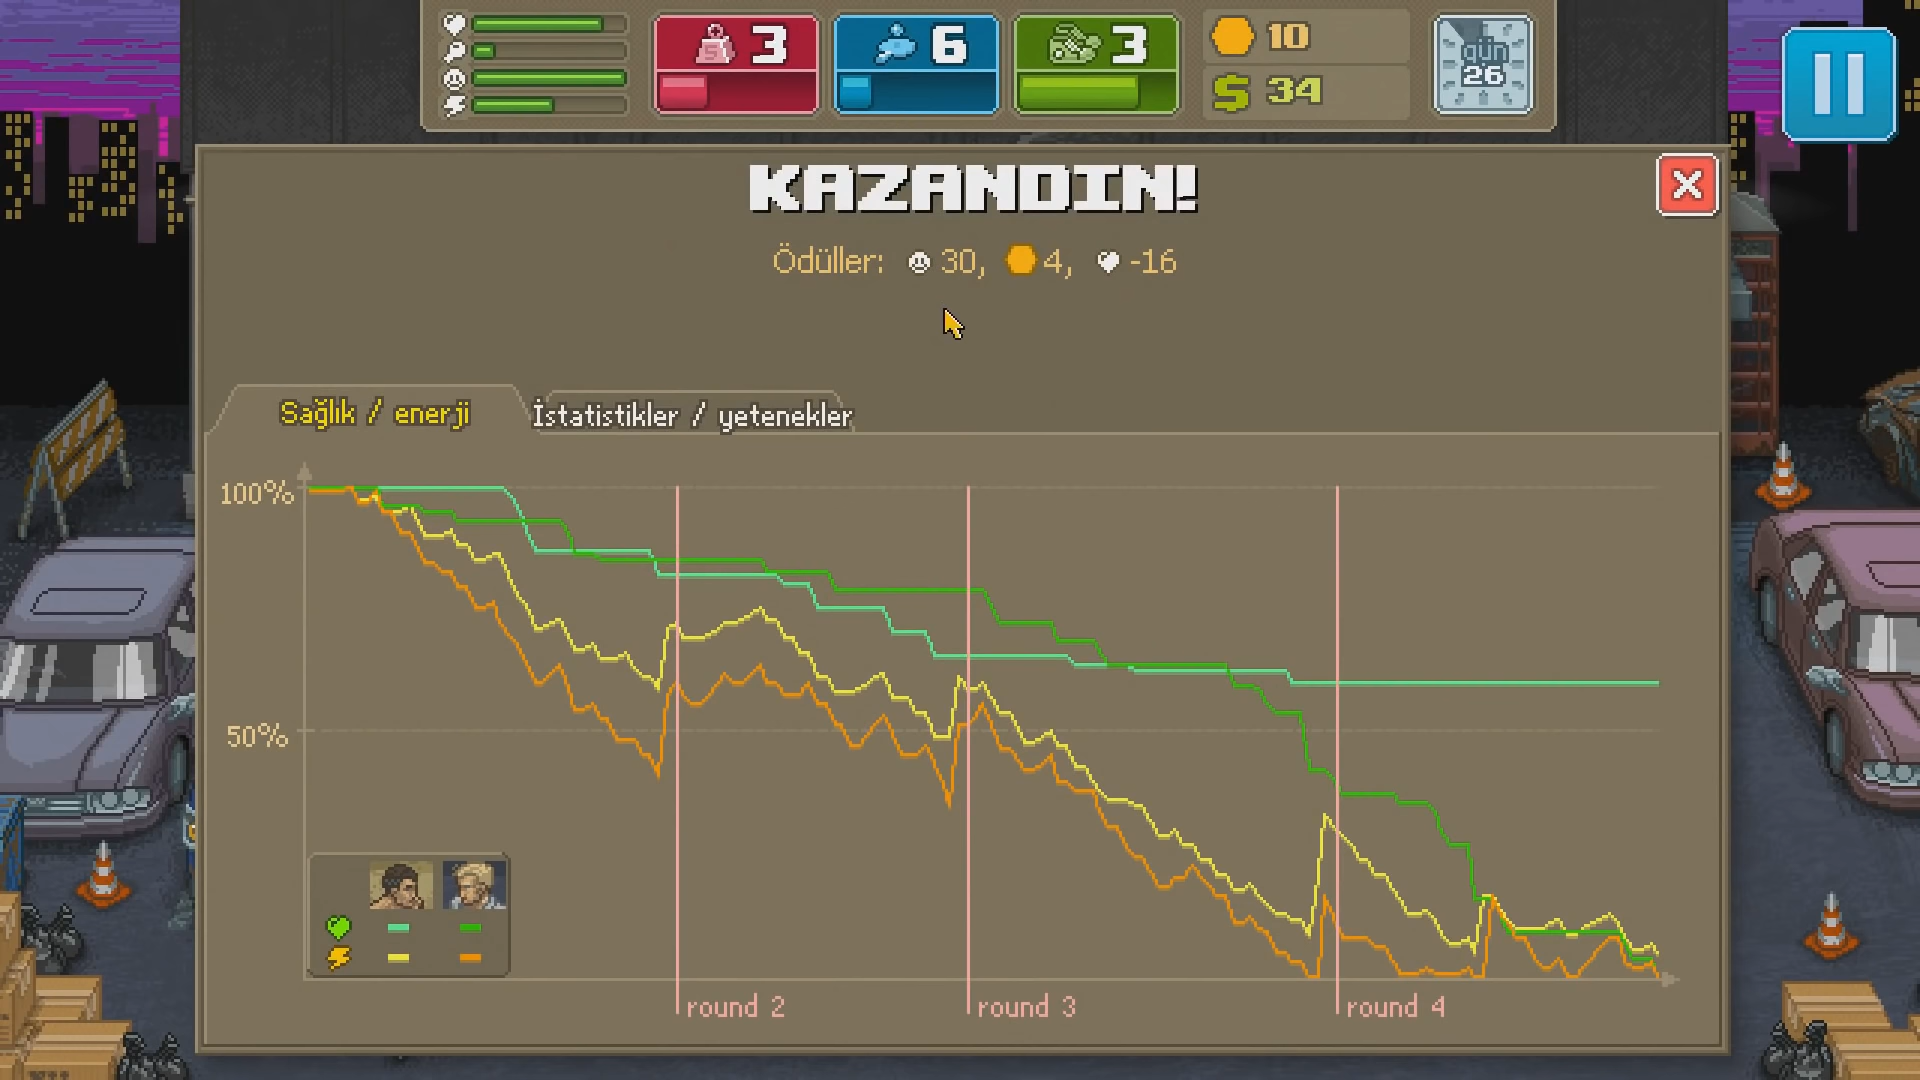 3
6
3
10
34
26
KAZANDIN!
Ödüller: 30, 4, -16
Sağlık / enerji
İstatistikler / yetenekler
100%
50%
round 2
round 3
round 4